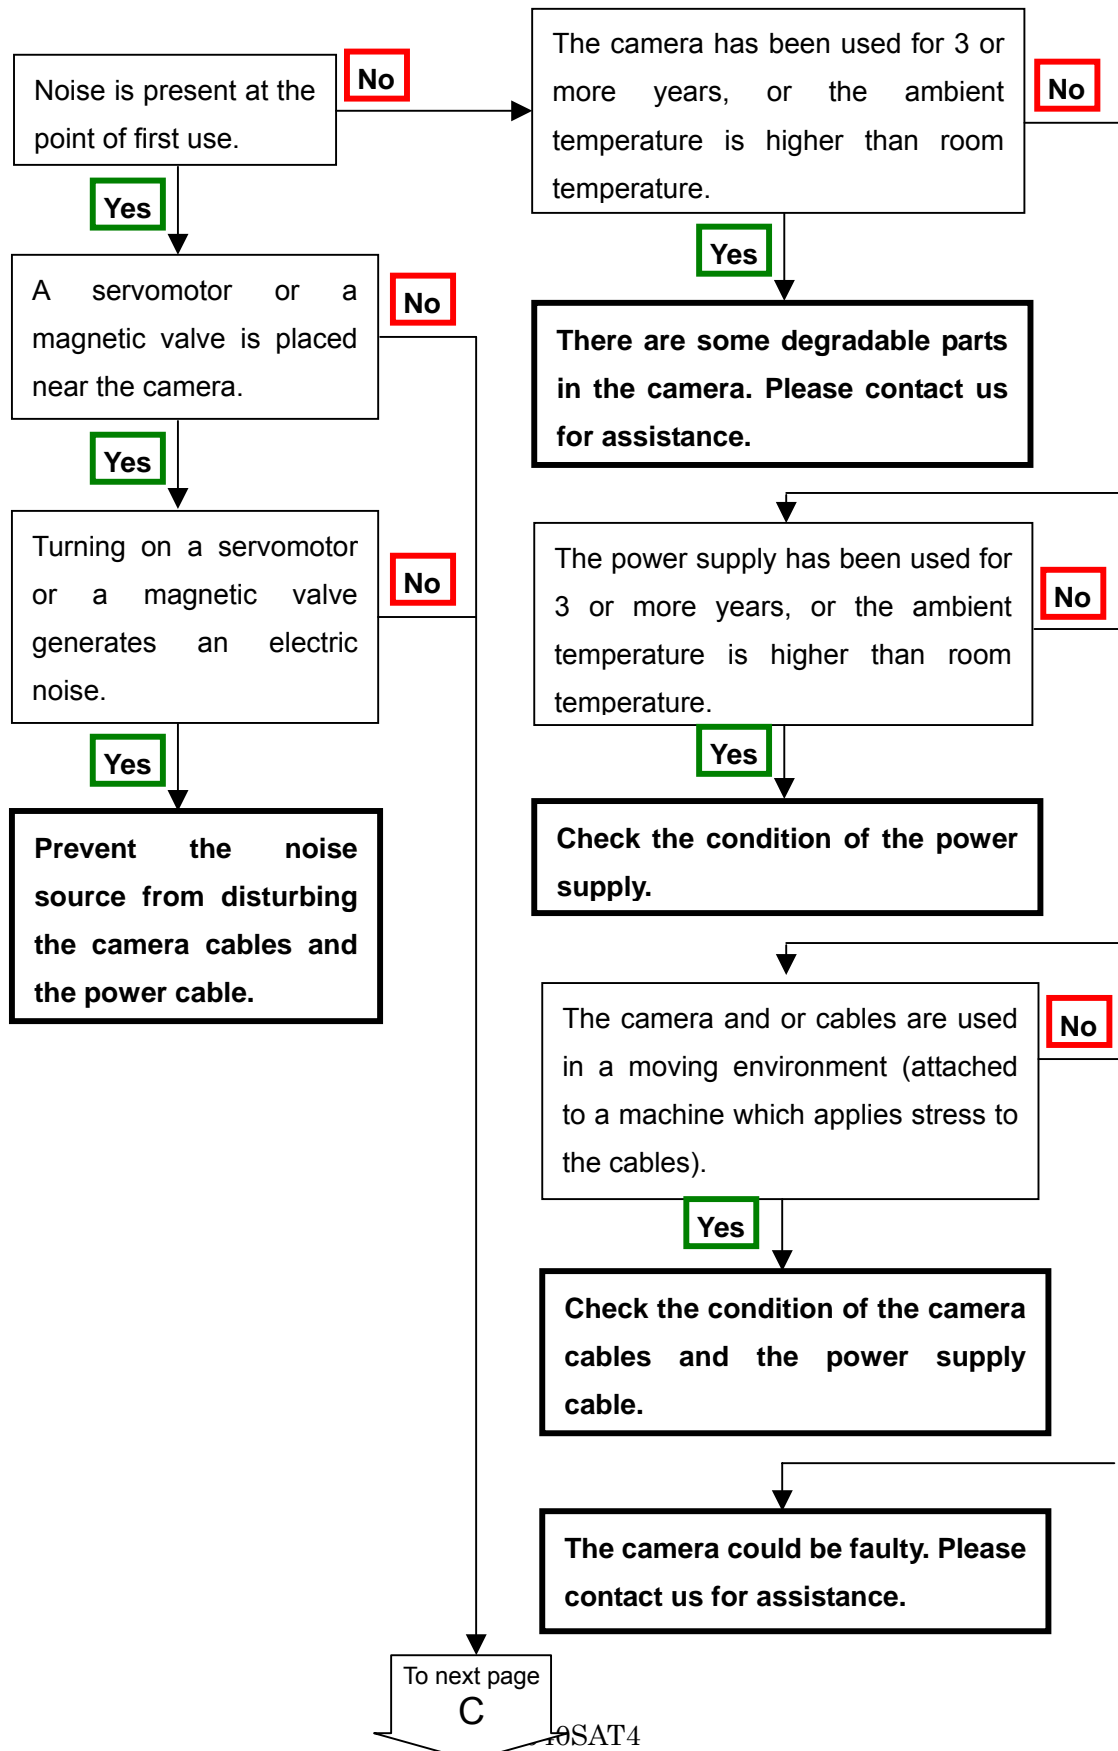 Noise is present at the
point of first use.
No
Yes
A servomotor or a
magnetic valve is placed
near the camera.
No
Yes
Turning on a servomotor
or a magnetic valve
generates an electric
noise.
No
Yes
Prevent the noise
source from disturbing
the camera cables and
the power cable.
The camera has been used for 3 or
more years, or the ambient
temperature is higher than room
temperature.
No
Yes
There are some degradable parts
in the camera. Please contact us
for assistance.
The power supply has been used for
3 or more years, or the ambient
temperature is higher than room
temperature.
No
Yes
Check the condition of the power
supply.
The camera and or cables are used
in a moving environment (attached
to a machine which applies stress to
the cables).
No
Yes
Check the condition of the camera
cables and the power supply
cable.
The camera could be faulty. Please
contact us for assistance.
To next page
C
40SAT4